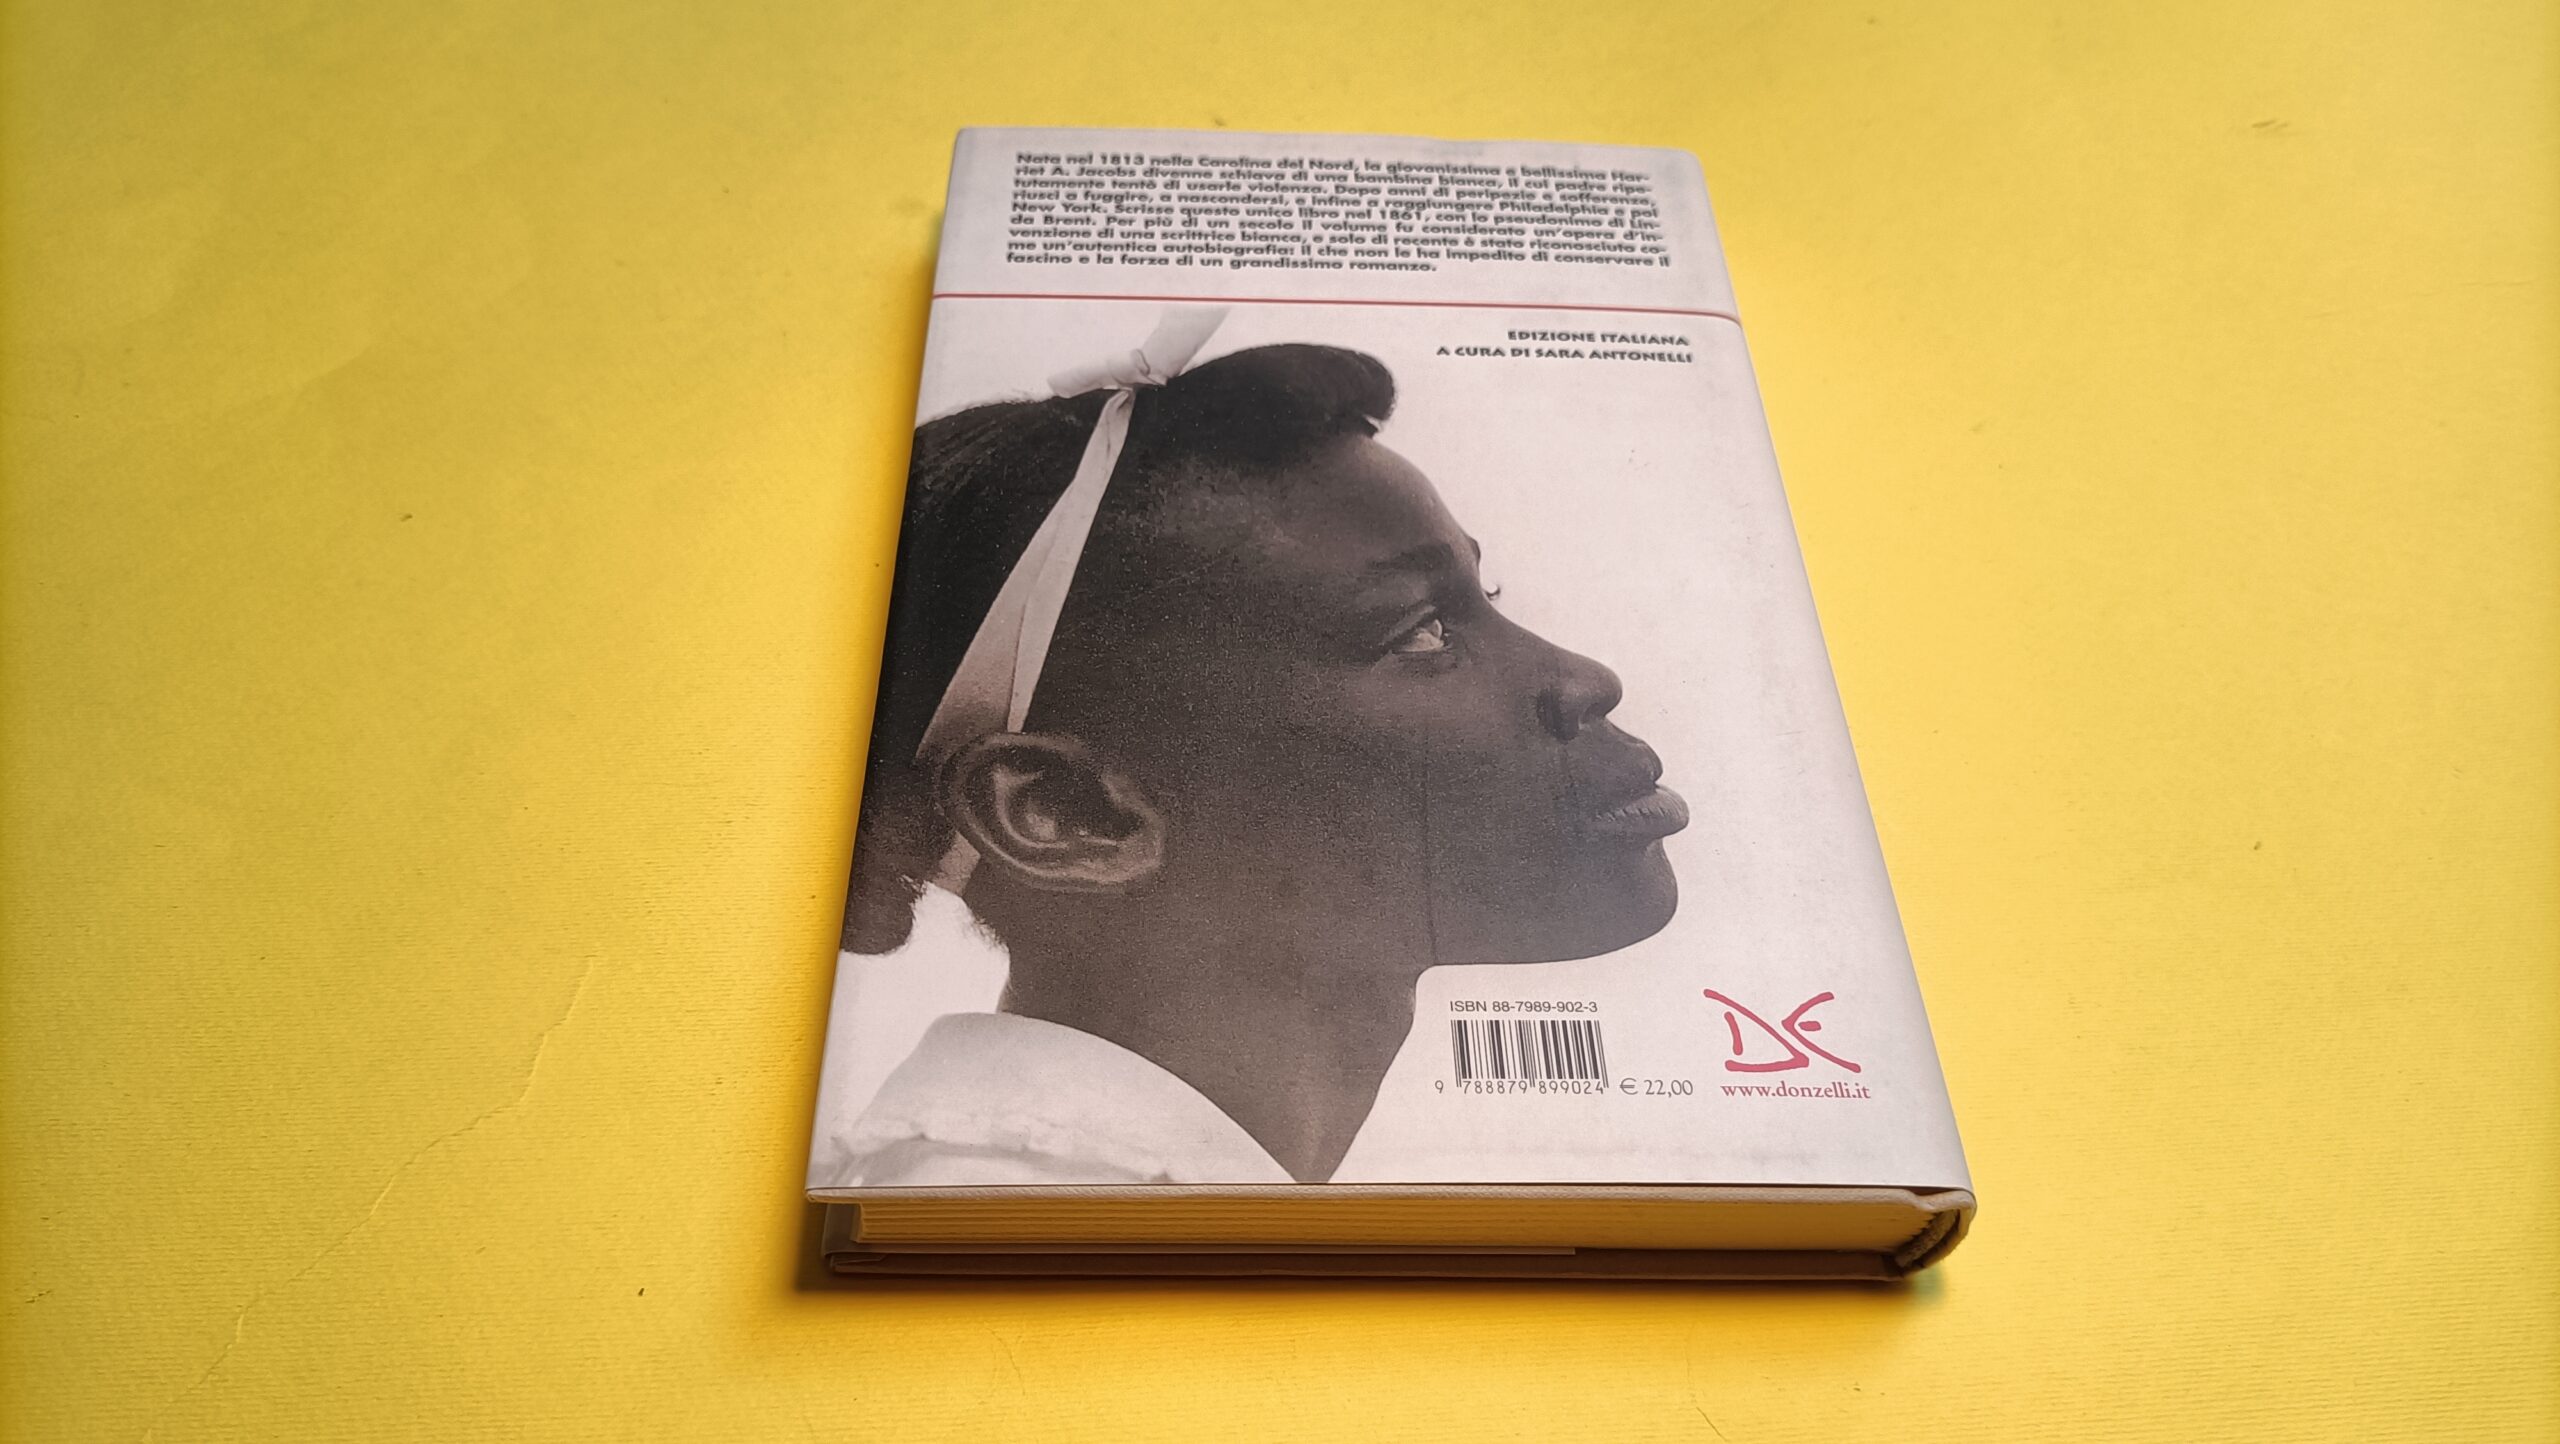 Nata nel 1813 nella Carolina del Nord, la giovanissima e bellissima Har-
riet A. Jacobs divenne schiava di una bambina bianca, il cui padre ripe-
tutamente tentò di usarle violenza. Dopo anni di peripezie e sofferenze,
riuscì a fuggire, a nascondersi, e infine a raggiungere Philadelphia e poi
New York. Scrisse questo unico libro nel 1861, con lo pseudonimo di Lin-
da Brent. Per più di un secolo il volume fu considerato un'opera d'in-
venzione di una scrittrice bianca, e solo di recente è stato riconosciuto co-
me un'autentica autobiografia: il che non le ha impedito di conservare il
fascino e la forza di un grandissimo romanzo.
EDIZIONE ITALIANA
A CURA DI SARA ANTONELLI
ISBN 88-7989-902-3
9 788879 899024
€ 22,00
DE
www.donzelli.it